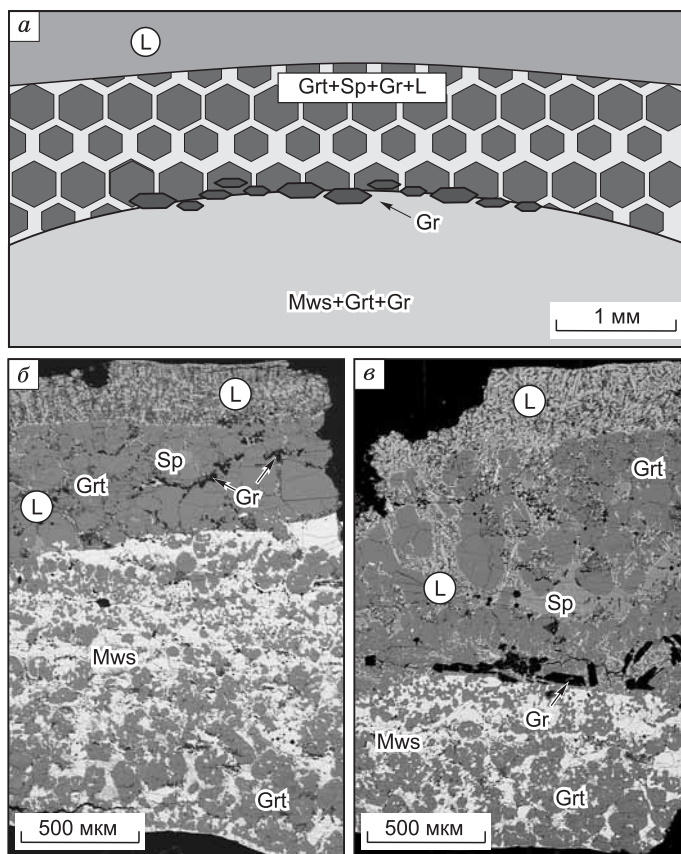 а
L
Grt+Sp+Gr+L
Gr
Mws+Grt+Gr
1 мм
б
L
Sp
Grt
Gr
L
Mws
Grt
500 мкм
в
L
Grt
L
Sp
Gr
Mws
Grt
500 мкм